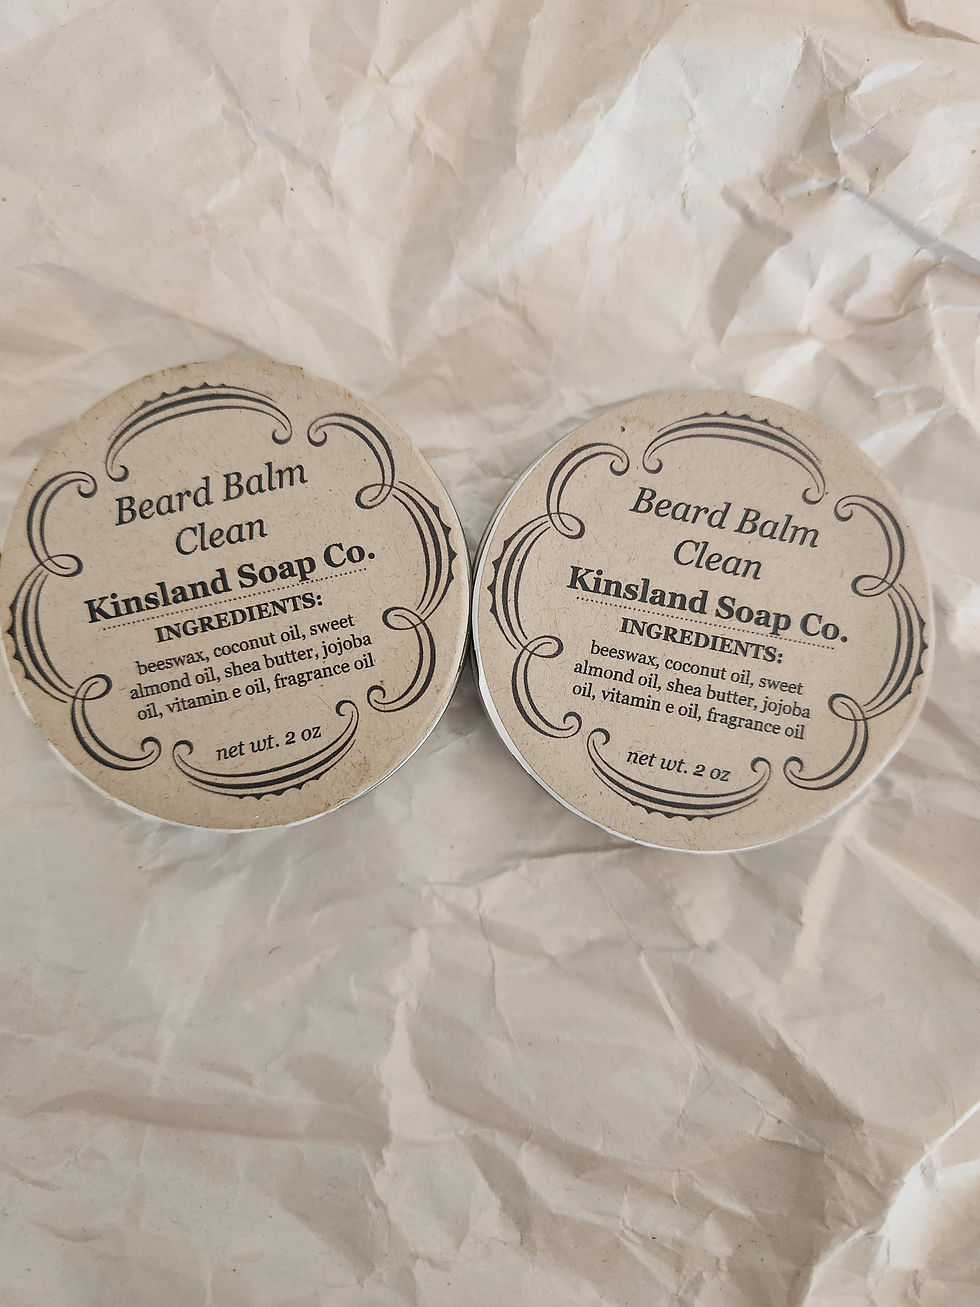 Beard Balm
Clean
Kinsland Soap Co.
INGREDIENTS:
beeswax, coconut oil, sweet
almond oil, shea butter, jojoba
oil, vitamin e oil, fragrance oil
net wt. 2 oz
Beard Balm
Clean
Kinsland Soap Co.
INGREDIENTS:
beeswax, coconut oil, sweet
almond oil, shea butter, jojoba
oil, vitamin e oil, fragrance oil
net wt. 2 oz